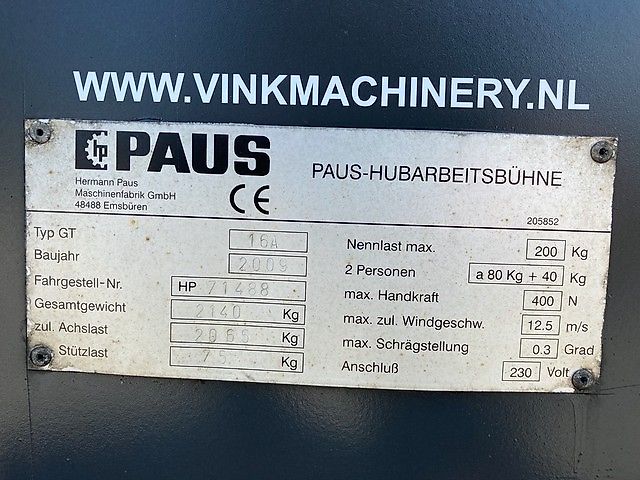 WWW.VINKMACHINERY.NL
hp PAUS
Hermann Paus
Maschinenfabrik GmbH
48488 Emsbüren
CE
PAUS-HUBARBEITSBÜHNE
205852
Typ GT 16A
Baujahr 2009
Fahrgestell-Nr. HP 71488
Gesamtgewicht 2140 Kg
zul. Achslast 2065 Kg
Stützlast 75 Kg
Nennlast max. 200 Kg
2 Personen a 80 Kg + 40 Kg
max. Handkraft 400 N
max. zul. Windgeschw. 12.5 m/s
max. Schrägstellung 0.3 Grad
Anschluß 230 Volt